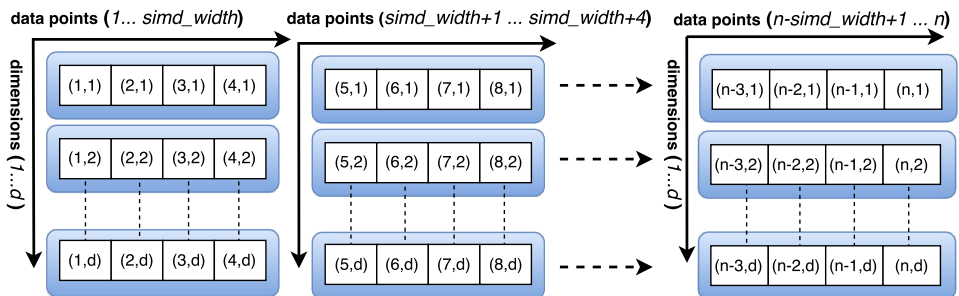 data points (1... simd_width)
dimensions (1...d)
(1,1) (2,1) (3,1) (4,1)
(1,2) (2,2) (3,2) (4,2)
(1,d) (2,d) (3,d) (4,d)
data points (simd_width+1 ... simd_width+4)
(5,1) (6,1) (7,1) (8,1)
(5,2) (6,2) (7,2) (8,2)
(5,d) (6,d) (7,d) (8,d)
data points (n-simd_width+1 ... n)
dimensions (1...d)
(n-3,1) (n-2,1) (n-1,1) (n,1)
(n-3,2) (n-2,2) (n-1,2) (n,2)
(n-3,d) (n-2,d) (n-1,d) (n,d)